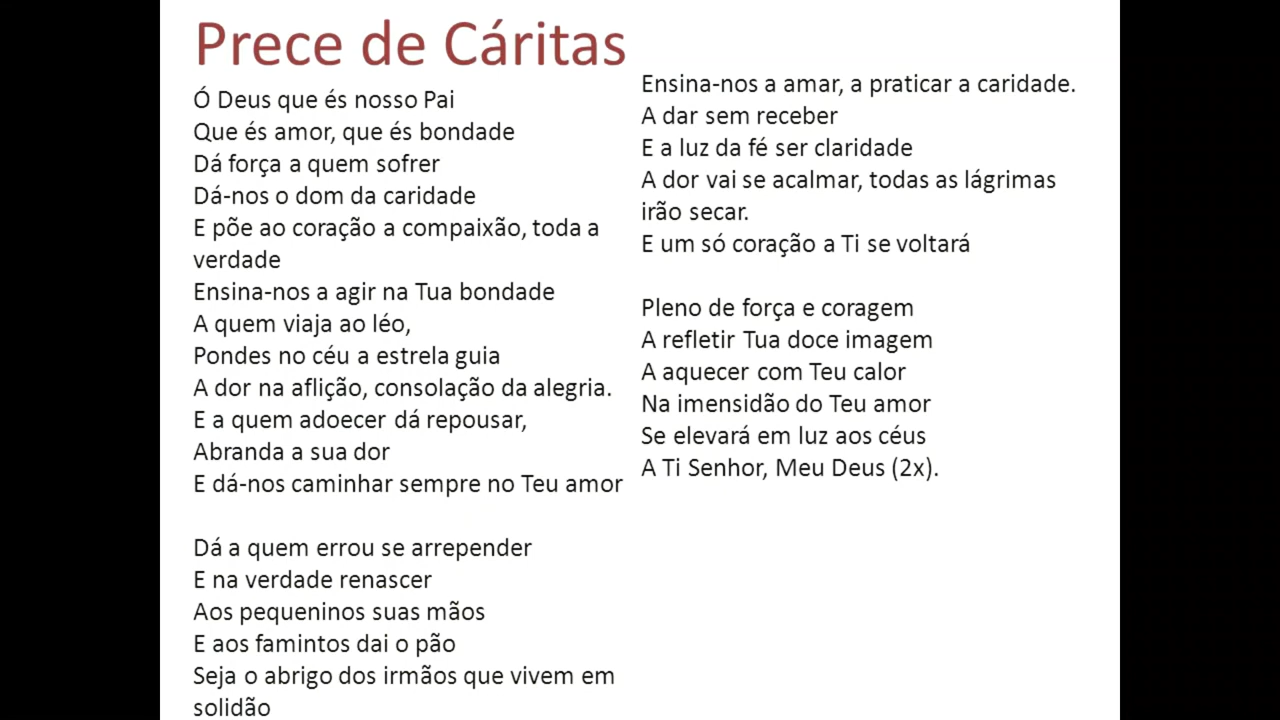 Prece de Cáritas
Ó Deus que és nosso Pai
Que és amor, que és bondade
Dá força a quem sofrer
Dá-nos o dom da caridade
E põe ao coração a compaixão, toda a
verdade
Ensina-nos a agir na Tua bondade
A quem viaja ao léo,
Pondes no céu a estrela guia
A dor na aflição, consolação da alegria.
E a quem adoecer dá repousar,
Abranda a sua dor
E dá-nos caminhar sempre no Teu amor
Dá a quem errou se arrepender
E na verdade renascer
Aos pequeninos suas mãos
E aos famintos dai o pão
Seja o abrigo dos irmãos que vivem em
solidão
Ensina-nos a amar, a praticar a caridade.
A dar sem receber
E a luz da fé ser claridade
A dor vai se acalmar, todas as lágrimas
irão secar.
E um só coração a Ti se voltará
Pleno de força e coragem
A refletir Tua doce imagem
A aquecer com Teu calor
Na imensidão do Teu amor
Se elevará em luz aos céus
A Ti Senhor, Meu Deus (2x).